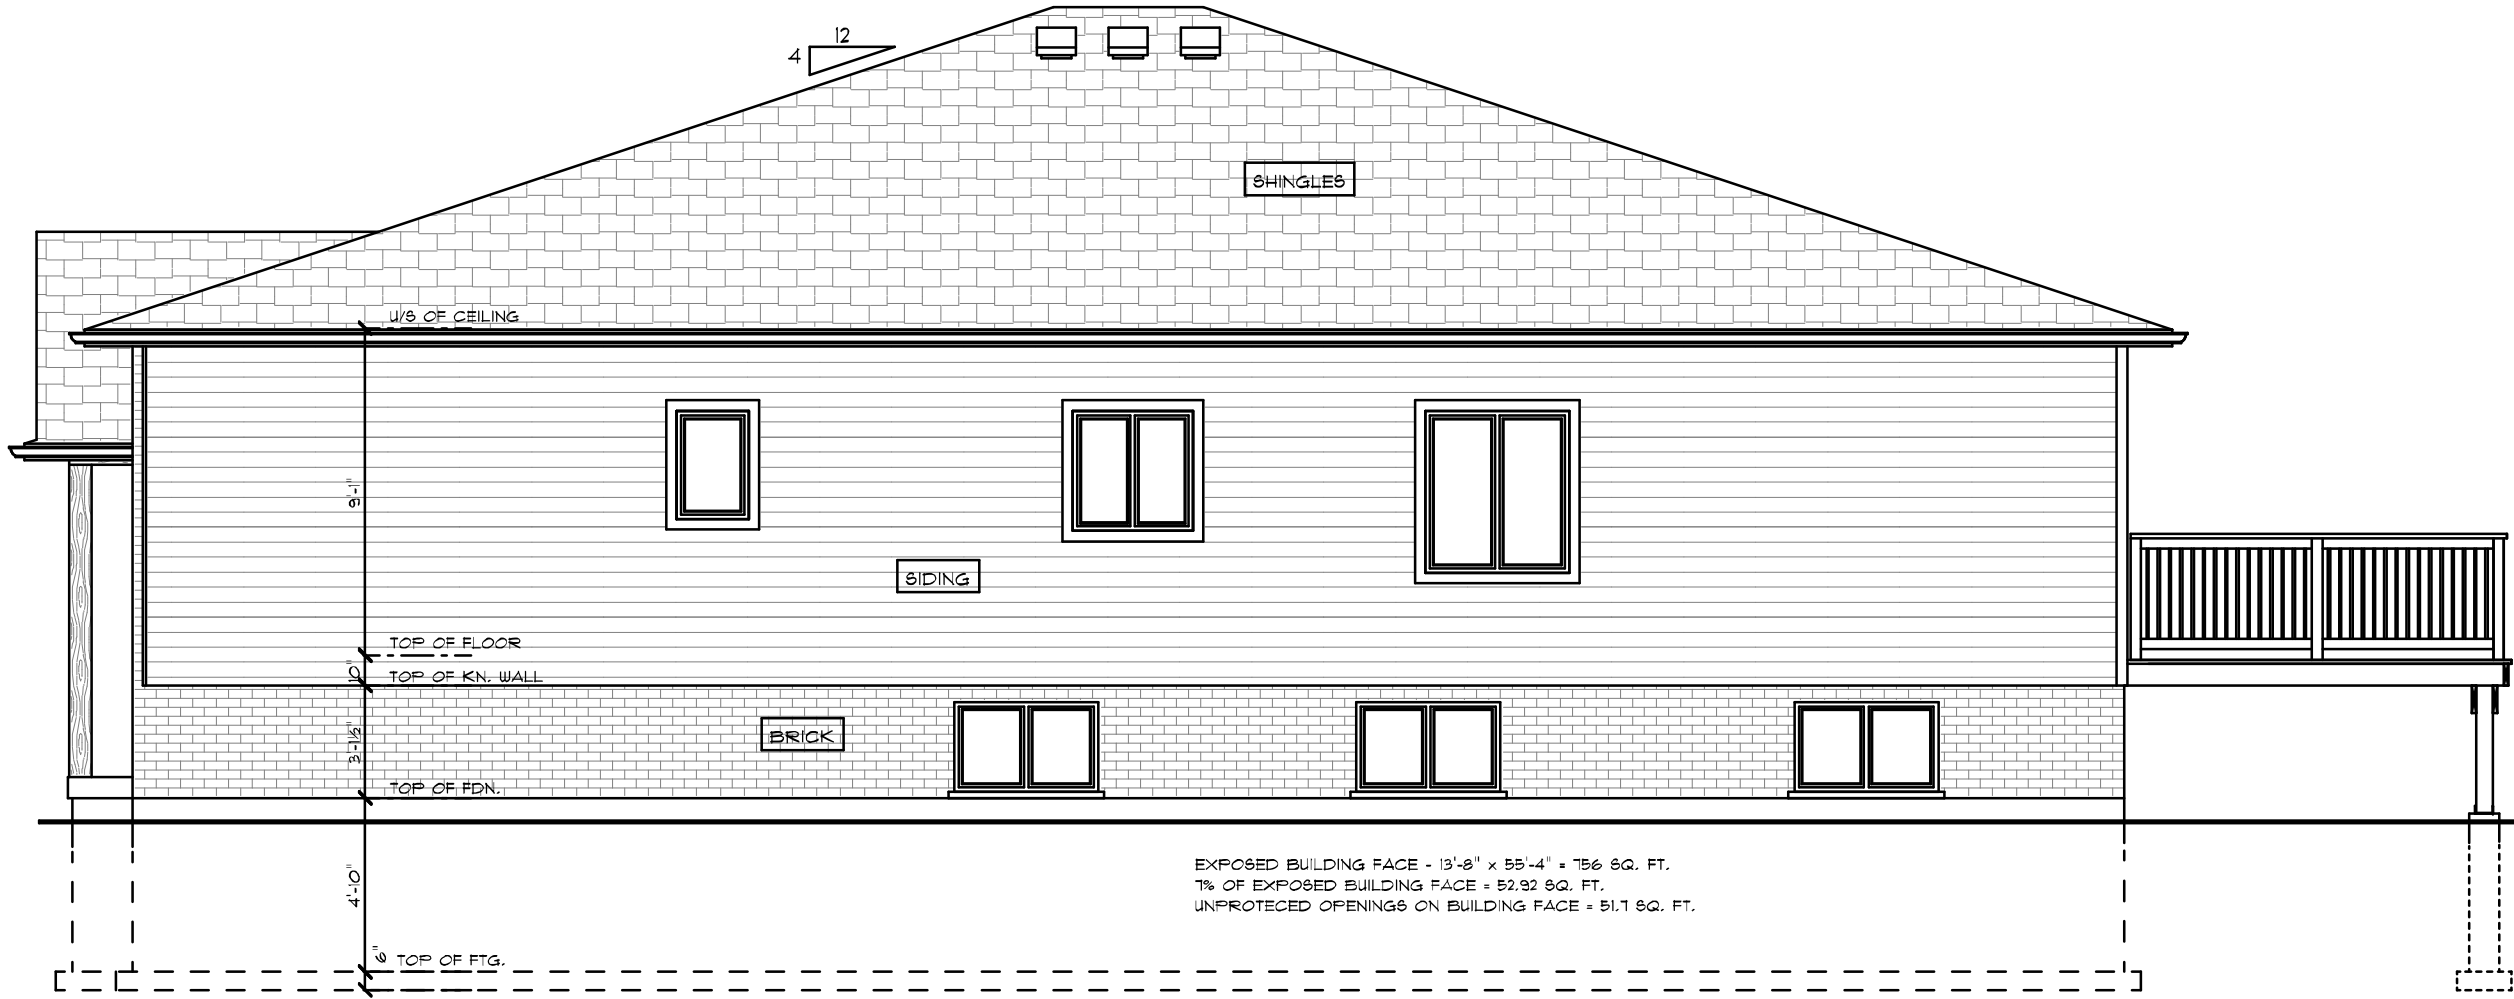 12
4
SHINGLES
U/S OF CEILING
9'-1"
SIDING
TOP OF FLOOR
10"
TOP OF KN. WALL
3'-1½"
BRICK
TOP OF FDN.
4'-10"
EXPOSED BUILDING FACE - 13'-8" x 55'-4" = 756 SQ. FT.
7% OF EXPOSED BUILDING FACE = 52.92 SQ. FT.
UNPROTECED OPENINGS ON BUILDING FACE = 51.7 SQ. FT.
6"
TOP OF FTG.